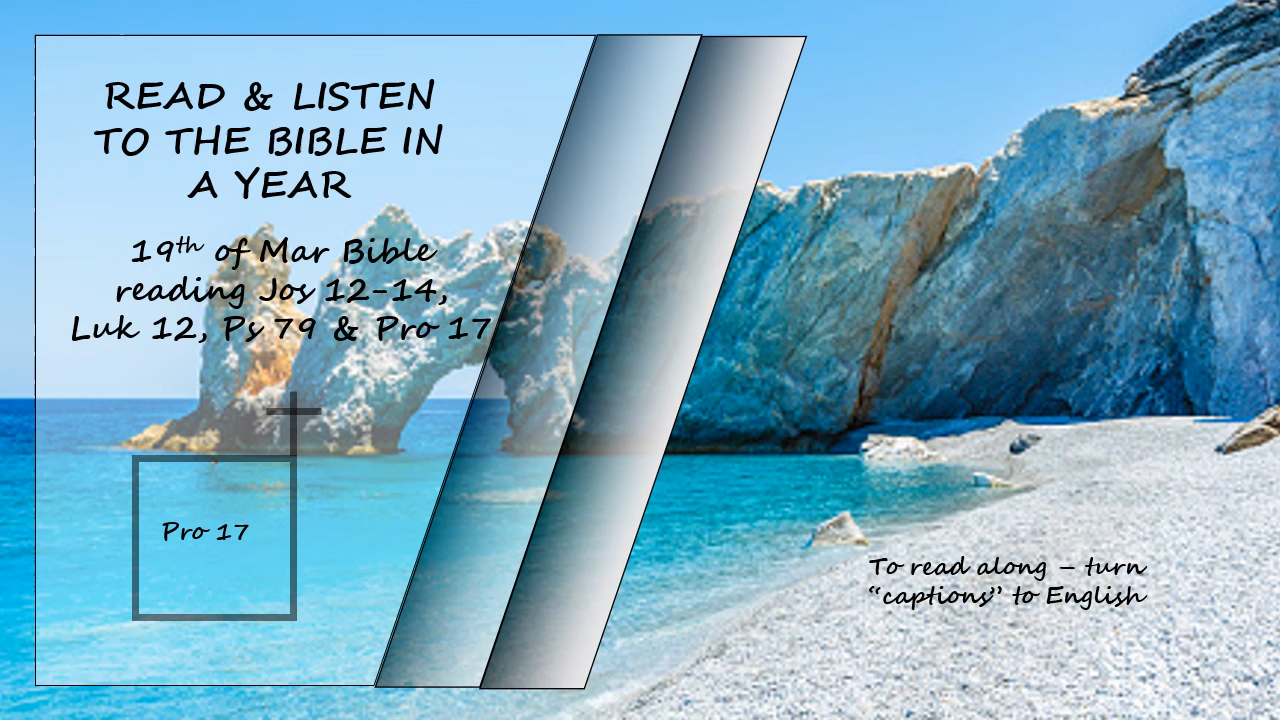 READ & LISTEN
TO THE BIBLE IN
A YEAR
19th of Mar Bible
reading Jos 12-14,
Luk 12, Ps 79 & Pro 17
Pro 17
To read along – turn
“captions” to English